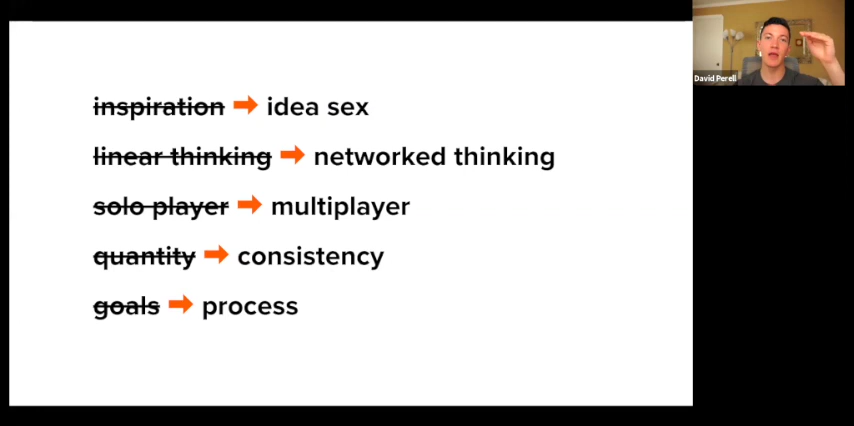 inspiration ➡ idea sex
linear thinking ➡ networked thinking
solo player ➡ multiplayer
quantity ➡ consistency
goals ➡ process
David Perell